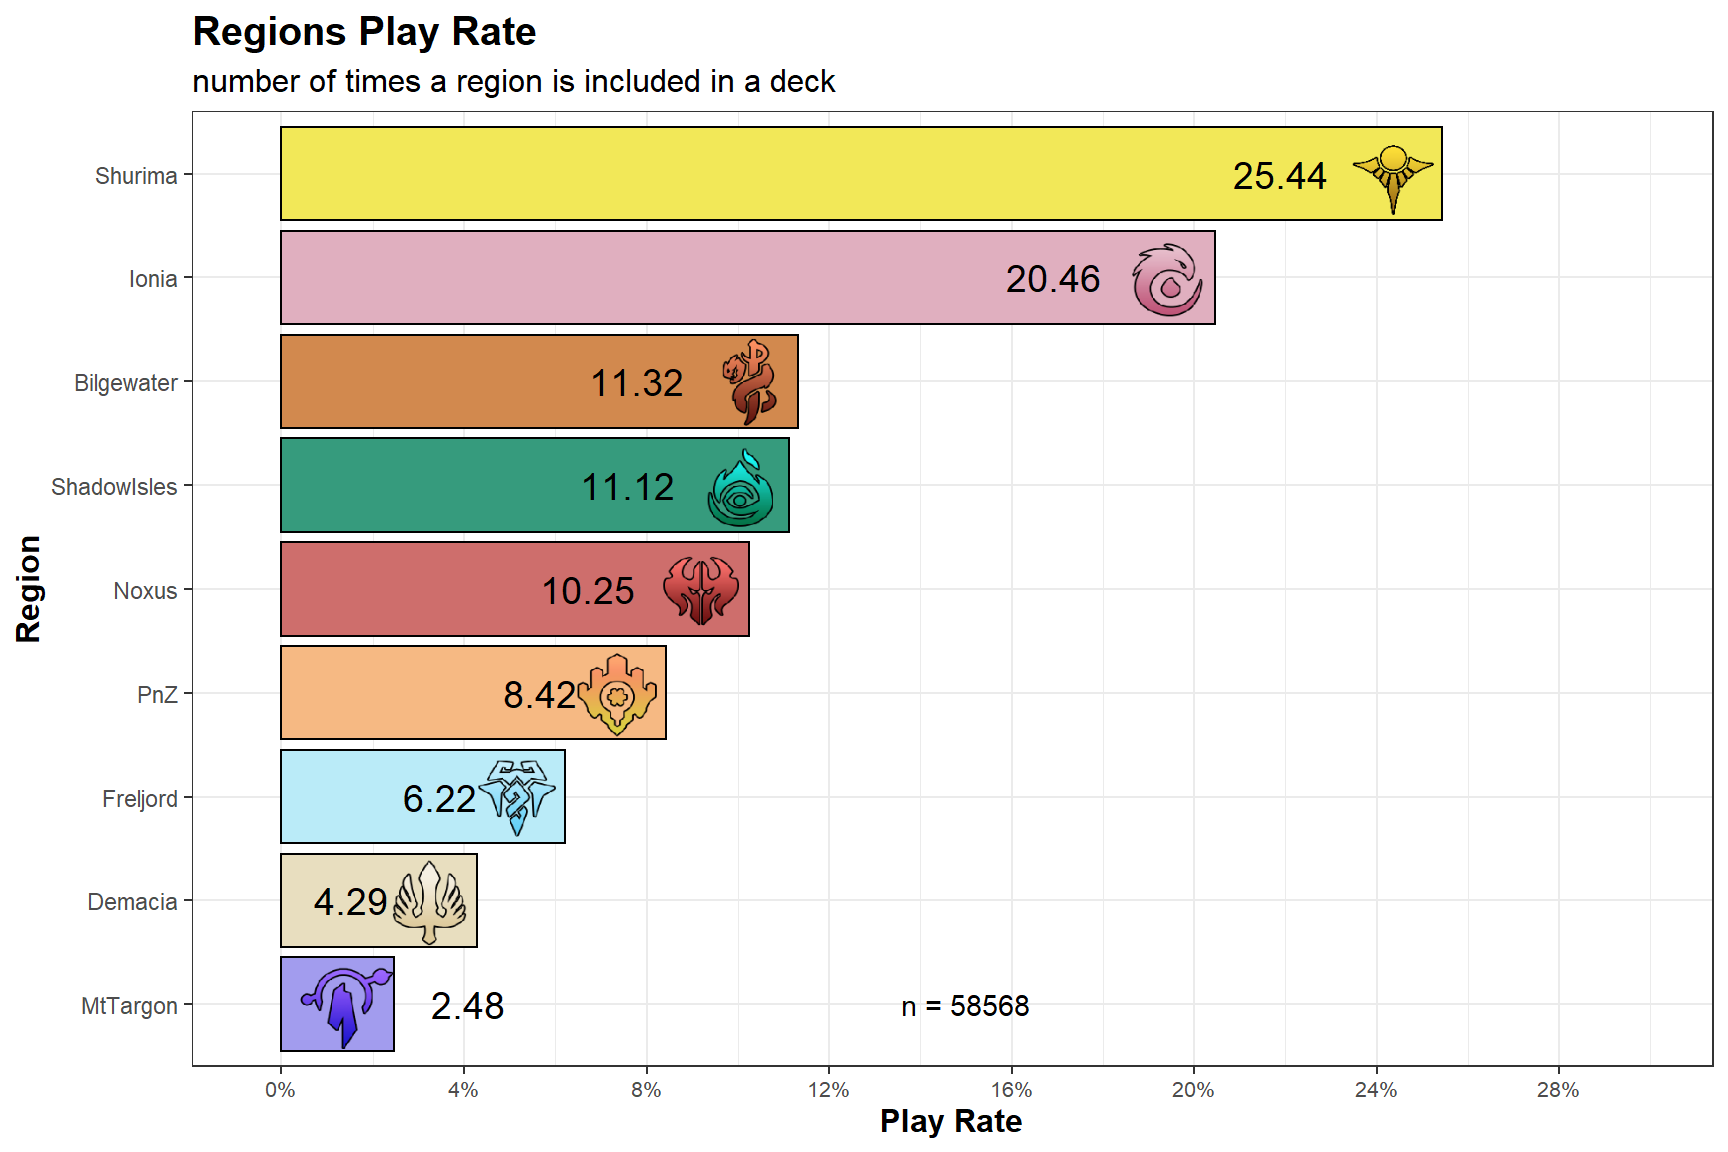 Regions Play Rate
number of times a region is included in a deck
Region
Shurima 25.44
Ionia 20.46
Bilgewater 11.32
ShadowIsles 11.12
Noxus 10.25
PnZ 8.42
Freljord 6.22
Demacia 4.29
MtTargon 2.48 n = 58568
0% 4% 8% 12% 16% 20% 24% 28%
Play Rate